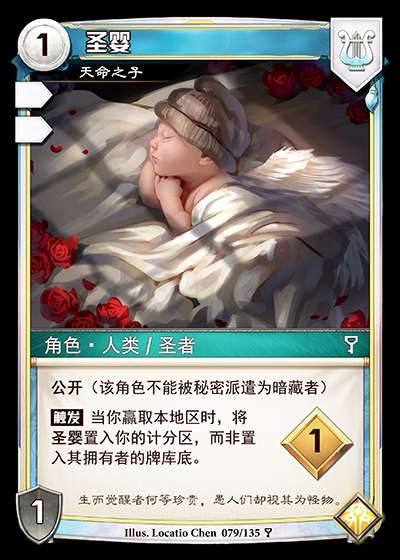 1 圣婴
天命之子
角色·人类/圣者
公开（该角色不能被秘密派遣为暗藏者）
触发 当你赢取本地区时，将
圣婴置入你的计分区，而非置
入其拥有者的牌库底。
1
生而觉醒者何等珍贵，愚人们却视其为怪物。
1
Illus. Locatio Chen 079/135